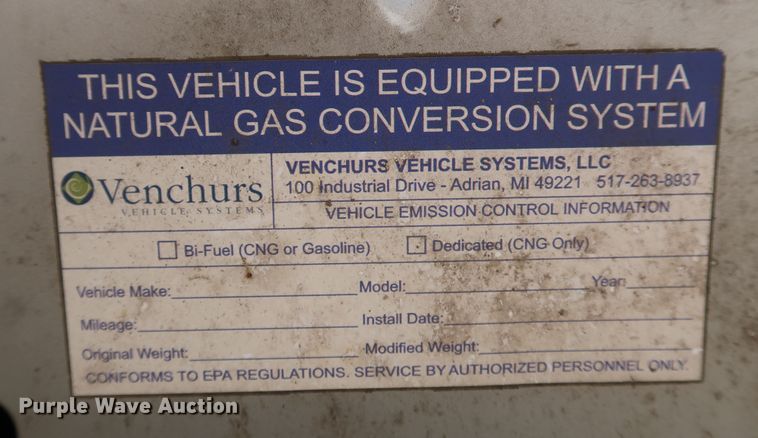 THIS VEHICLE IS EQUIPPED WITH A
NATURAL GAS CONVERSION SYSTEM
Venchurs
VEHICLE SYSTEMS
VENCHURS VEHICLE SYSTEMS, LLC
100 Industrial Drive - Adrian, MI 49221 517-263-8937
VEHICLE EMISSION CONTROL INFORMATION
Bi-Fuel (CNG or Gasoline) Dedicated (CNG Only)
Vehicle Make: Model: Year:
Mileage: Install Date:
Original Weight: Modified Weight:
CONFORMS TO EPA REGULATIONS. SERVICE BY AUTHORIZED PERSONNEL ONLY.
Purple Wave Auction